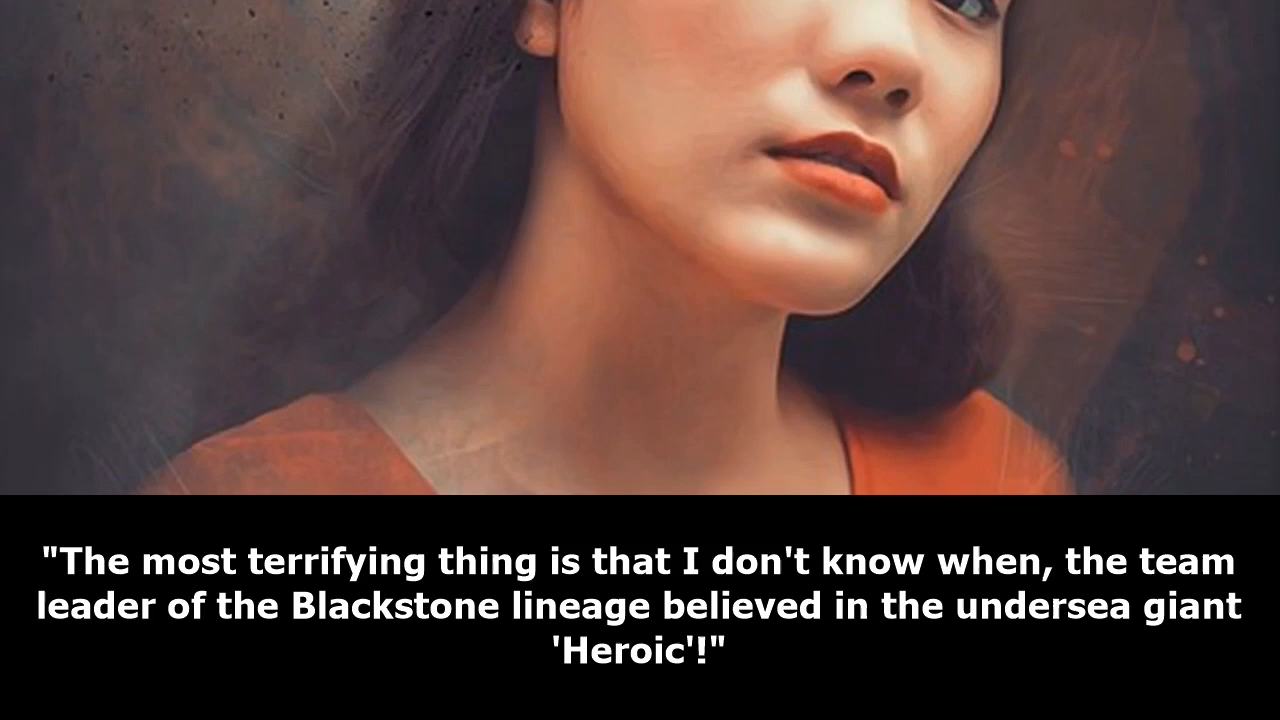 "The most terrifying thing is that I don't know when, the team
leader of the Blackstone lineage believed in the undersea giant
'Heroic'!"